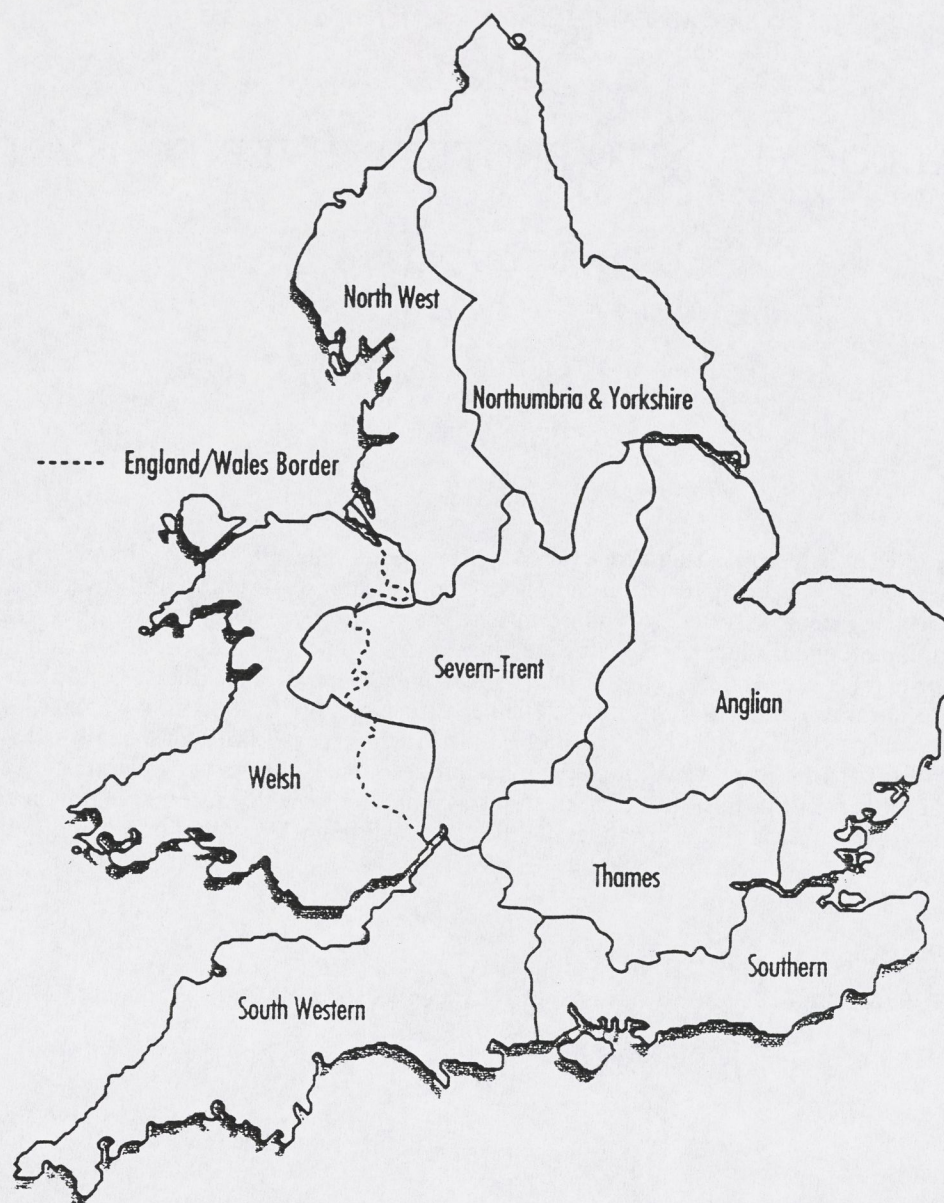 North West
Northumbria & Yorkshire
England/Wales Border
Severn-Trent
Anglian
Welsh
Thames
Southern
South Western